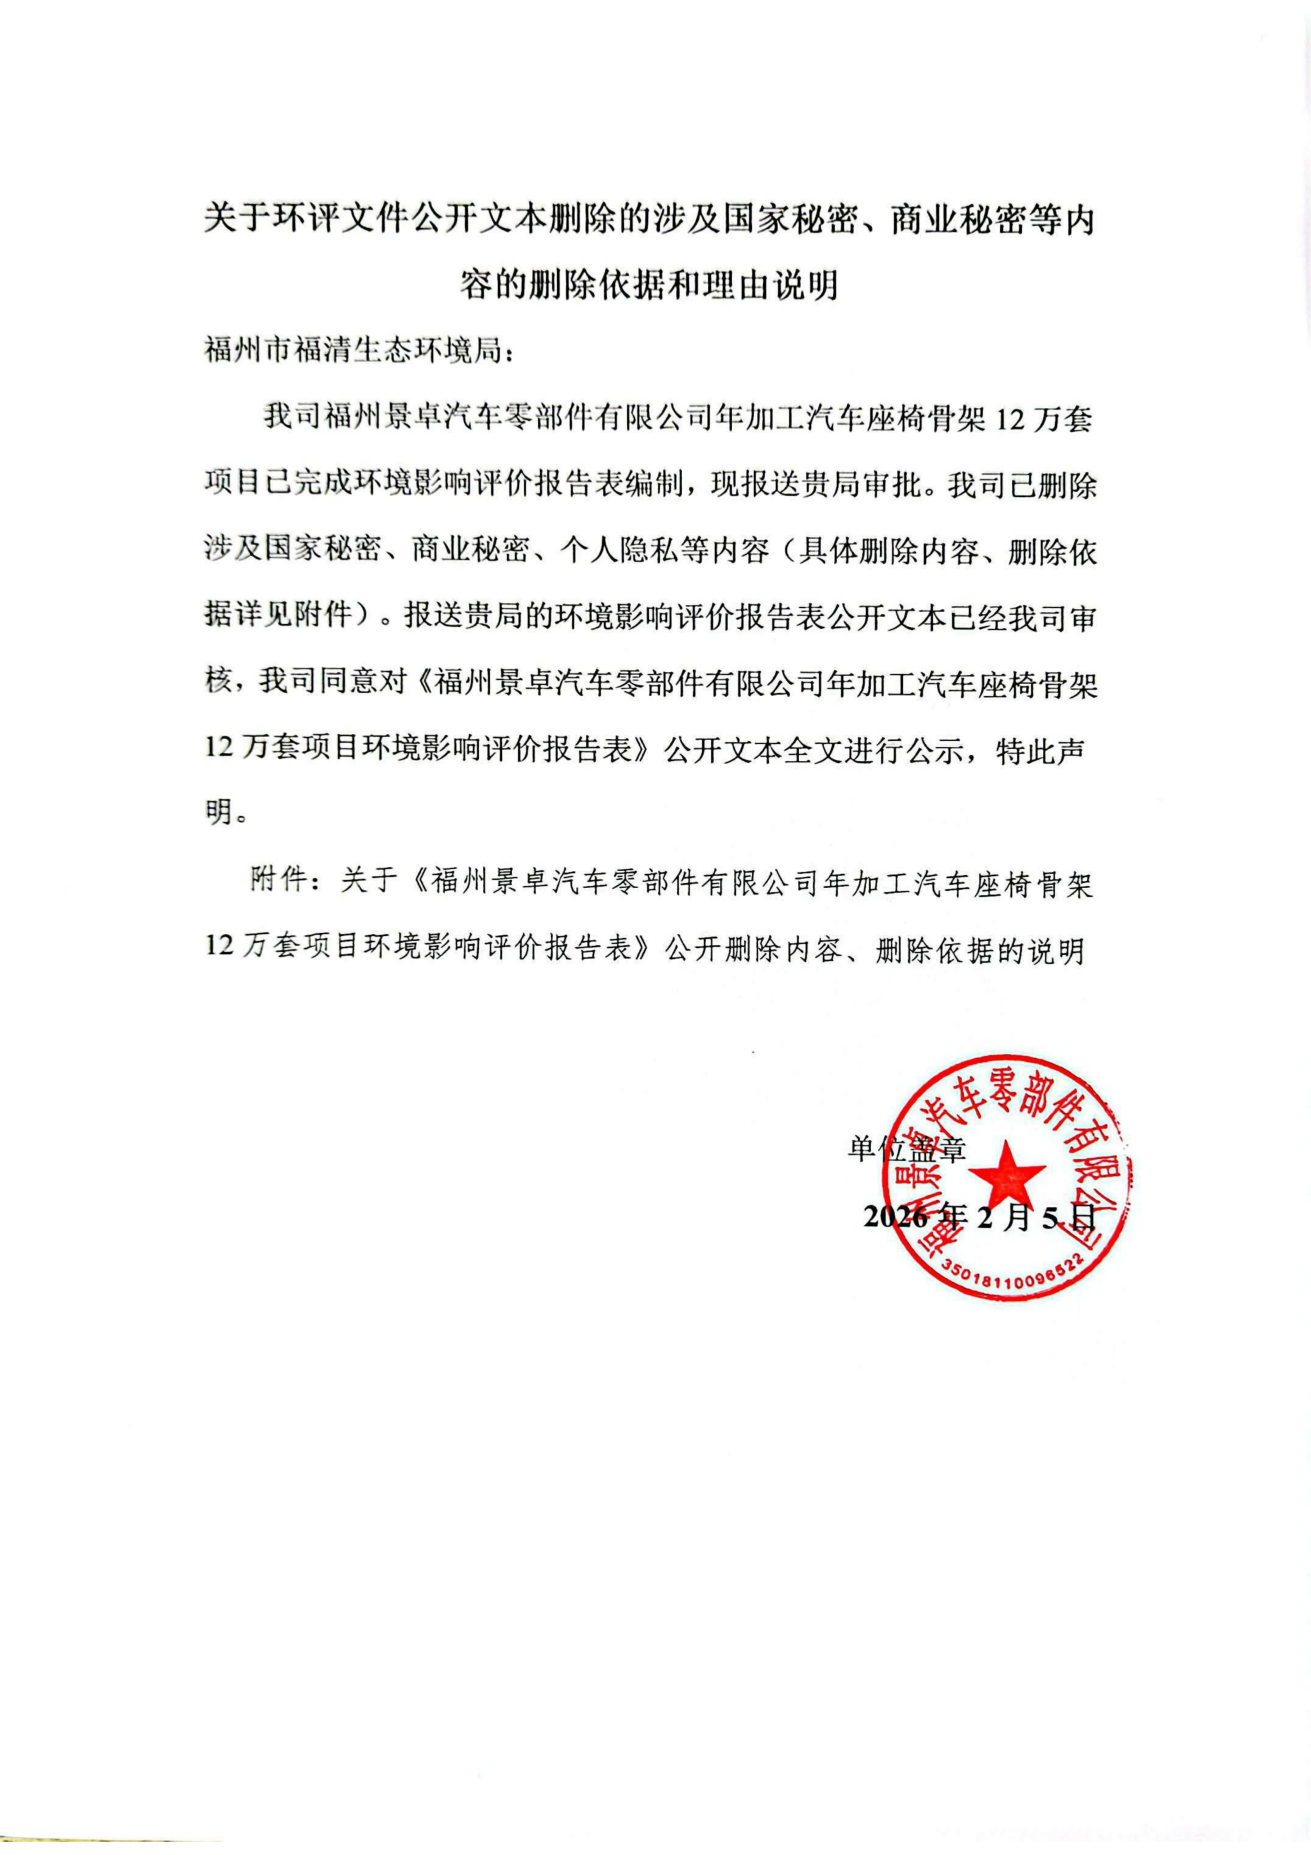 关于环评文件公开文本删除的涉及国家秘密、商业秘密等内
容的删除依据和理由说明
福州市福清生态环境局：
我司福州景卓汽车零部件有限公司年加工汽车座椅骨架 12 万套
项目已完成环境影响评价报告表编制，现报送贵局审批。我司已删除
涉及国家秘密、商业秘密、个人隐私等内容（具体删除内容、删除依
据详见附件）。报送贵局的环境影响评价报告表公开文本已经我司审
核，我司同意对《福州景卓汽车零部件有限公司年加工汽车座椅骨架
12 万套项目环境影响评价报告表》公开文本全文进行公示，特此声
明。
附件：关于《福州景卓汽车零部件有限公司年加工汽车座椅骨架
12 万套项目环境影响评价报告表》公开删除内容、删除依据的说明
单位盖章
2026 年 2 月 5 日
福州景卓汽车零部件有限公司
35018110096522